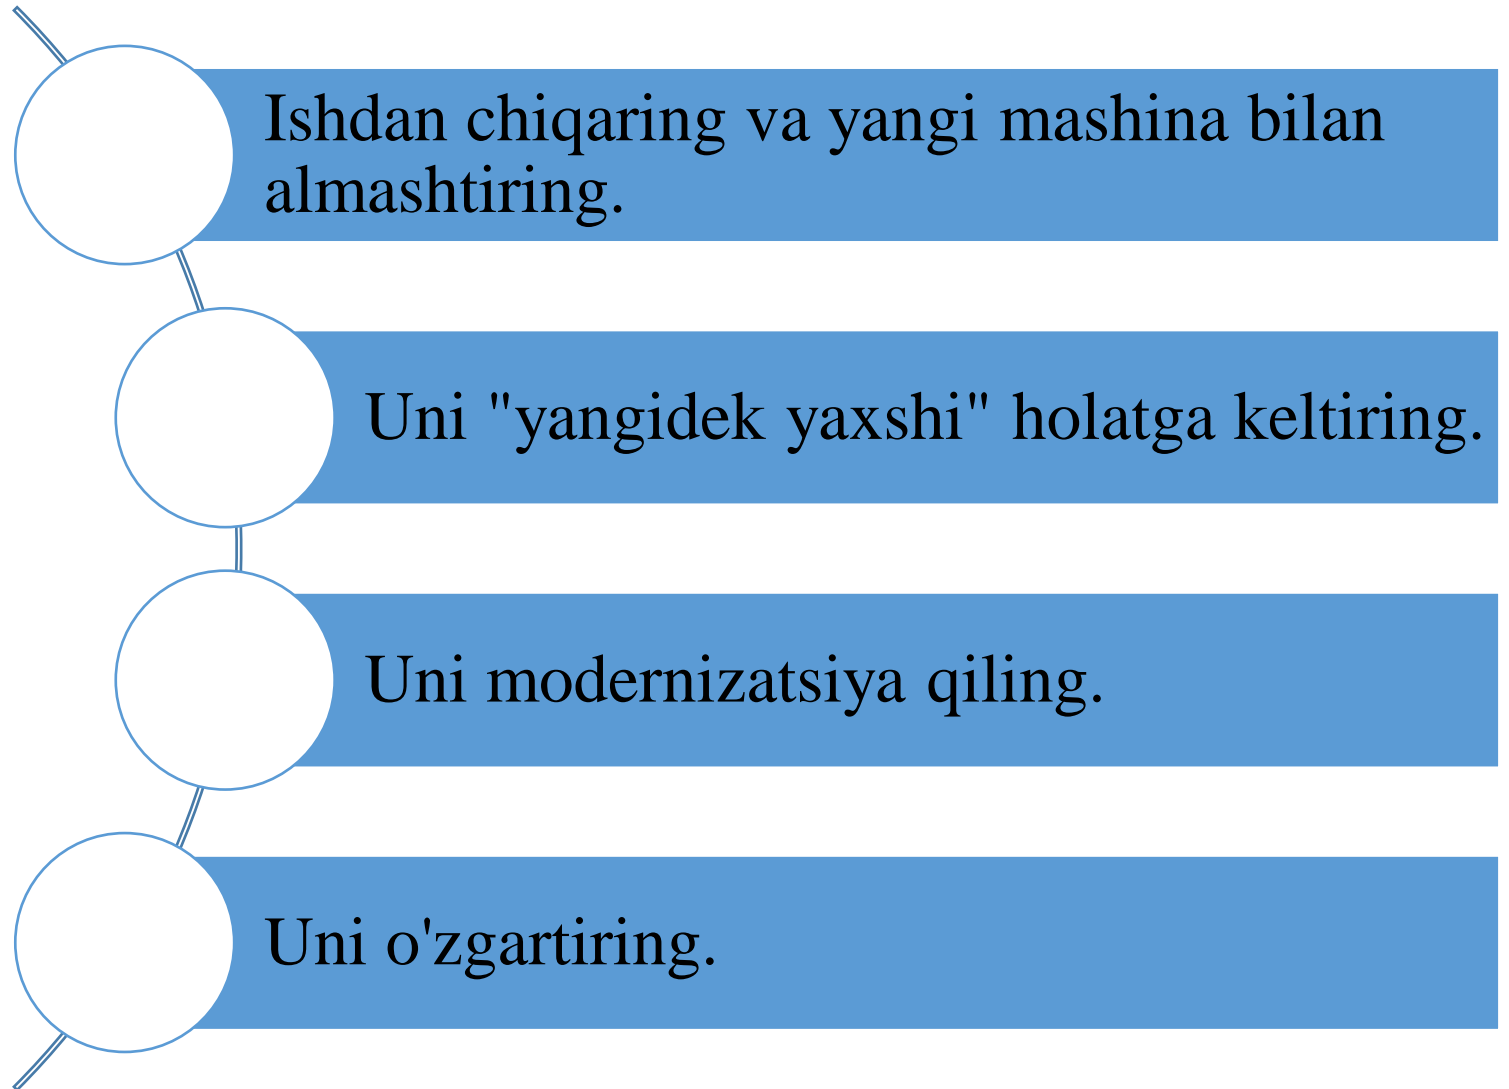 Ishdan chiqaring va yangi mashina bilan
almashtiring.
Uni "yangidek yaxshi" holatga keltiring.
Uni modernizatsiya qiling.
Uni o'zgartiring.